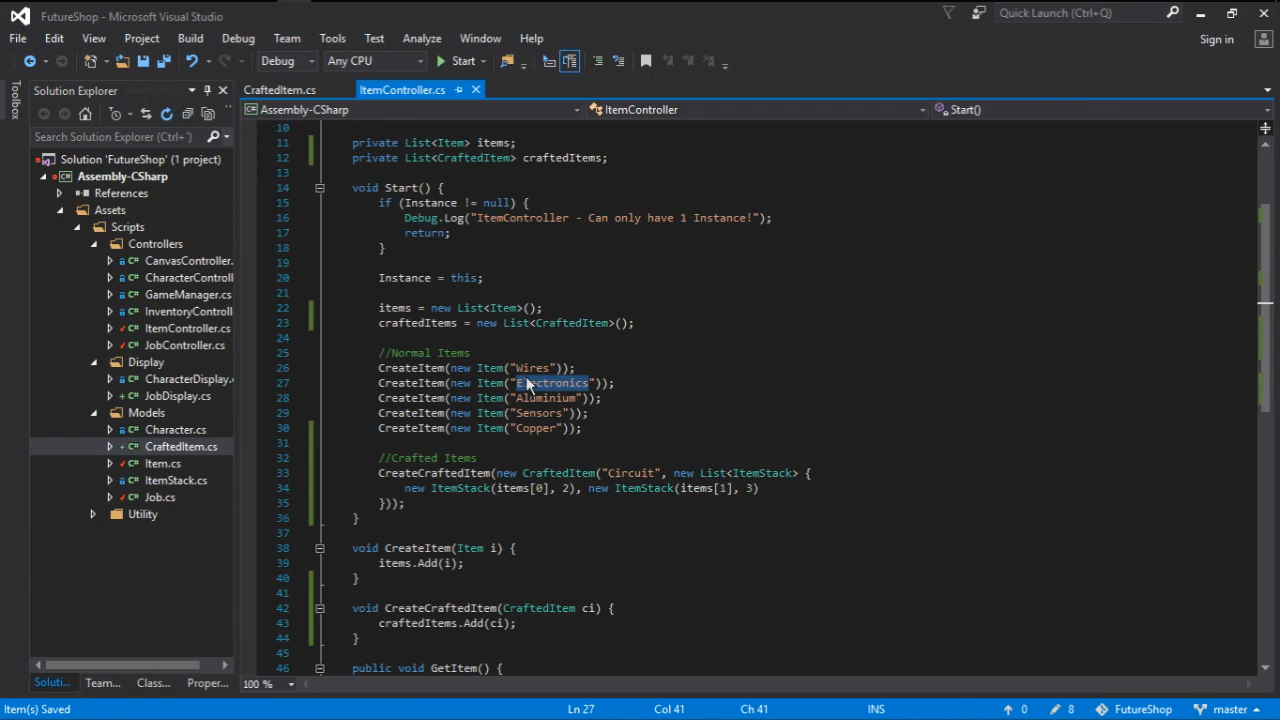 FutureShop - Microsoft Visual Studio
Quick Launch (Ctrl+Q)
File Edit View Project Build Debug Team Tools Test Analyze Window Help
Sign in
Debug Any CPU Start
Toolbox
Solution Explorer
Search Solution Explorer (Ctrl+')
Solution 'FutureShop' (1 project)
Assembly-CSharp
References
Assets
Scripts
Controllers
C# CanvasController.
C# CharacterControl
C# GameManager.cs
C# InventoryControll
C# ItemController.cs
C# JobController.cs
Display
C# CharacterDisplay.
C# JobDisplay.cs
Models
C# Character.cs
C# CraftedItem.cs
C# Item.cs
C# ItemStack.cs
C# Job.cs
Utility
Soluti... Team... Class... Proper...
CraftedItem.cs ItemController.cs
Assembly-CSharp ItemController Start()
10
11 private List<Item> items;
12 private List<CraftedItem> craftedItems;
13
14 void Start() {
15 if (Instance != null) {
16 Debug.Log("ItemController - Can only have 1 Instance!");
17 return;
18 }
19
20 Instance = this;
21
22 items = new List<Item>();
23 craftedItems = new List<CraftedItem>();
24
25 //Normal Items
26 CreateItem(new Item("Wires"));
27 CreateItem(new Item("Electronics"));
28 CreateItem(new Item("Aluminium"));
29 CreateItem(new Item("Sensors"));
30 CreateItem(new Item("Copper"));
31
32 //Crafted Items
33 CreateCraftedItem(new CraftedItem("Circuit", new List<ItemStack> {
34 new ItemStack(items[0], 2), new ItemStack(items[1], 3)
35 }));
36 }
37
38 void CreateItem(Item i) {
39 items.Add(i);
40 }
41
42 void CreateCraftedItem(CraftedItem ci) {
43 craftedItems.Add(ci);
44 }
45
46 public void GetItem() {
100 %
Item(s) Saved Ln 27 Col 41 Ch 41 INS 0 8 FutureShop master